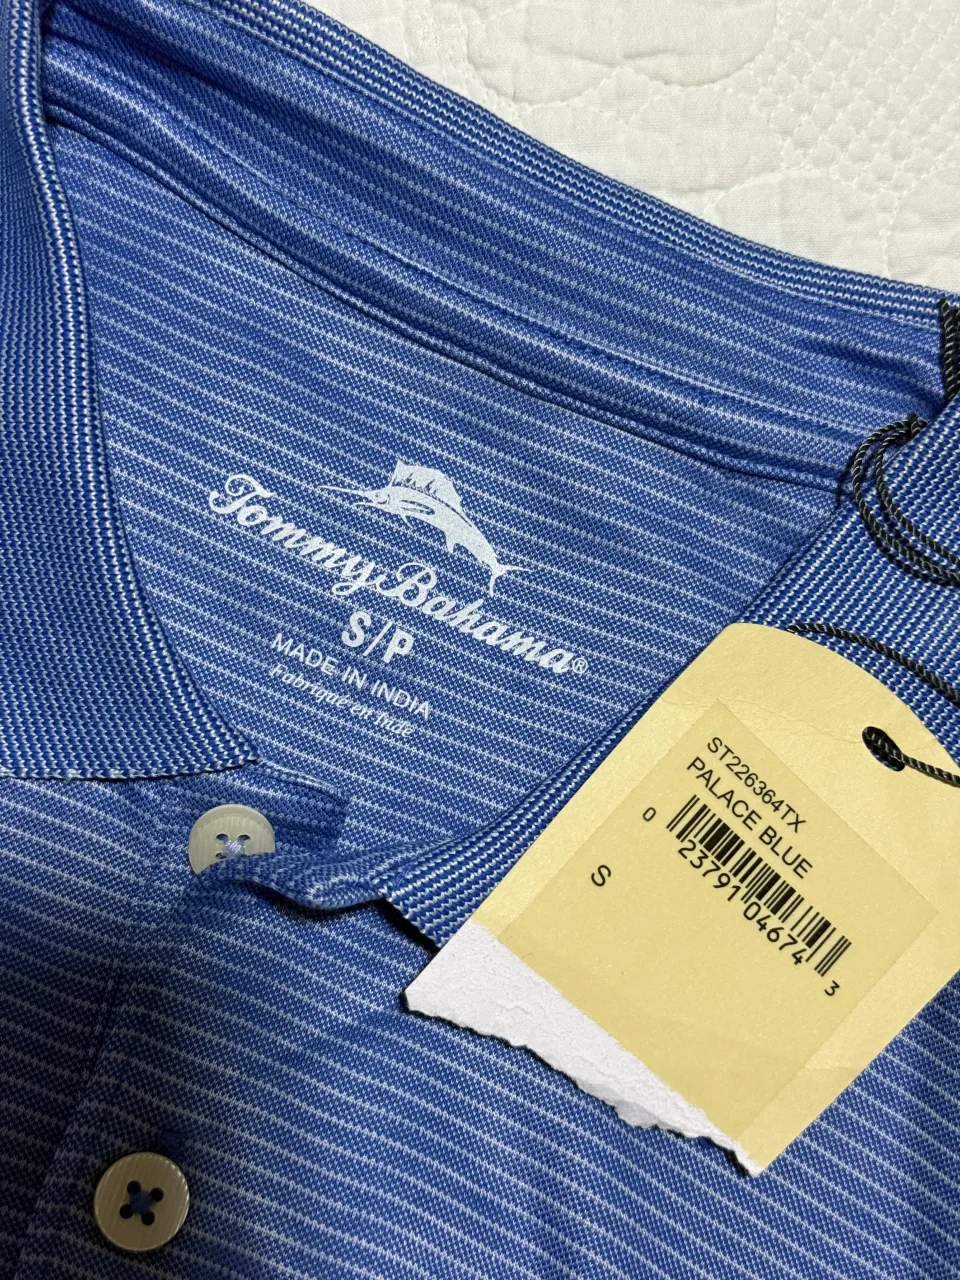 Tommy Bahama®
S/P
MADE IN INDIA
Fabriqué en Inde
ST226364TX
PALACE BLUE
0 23791 04674 3
S